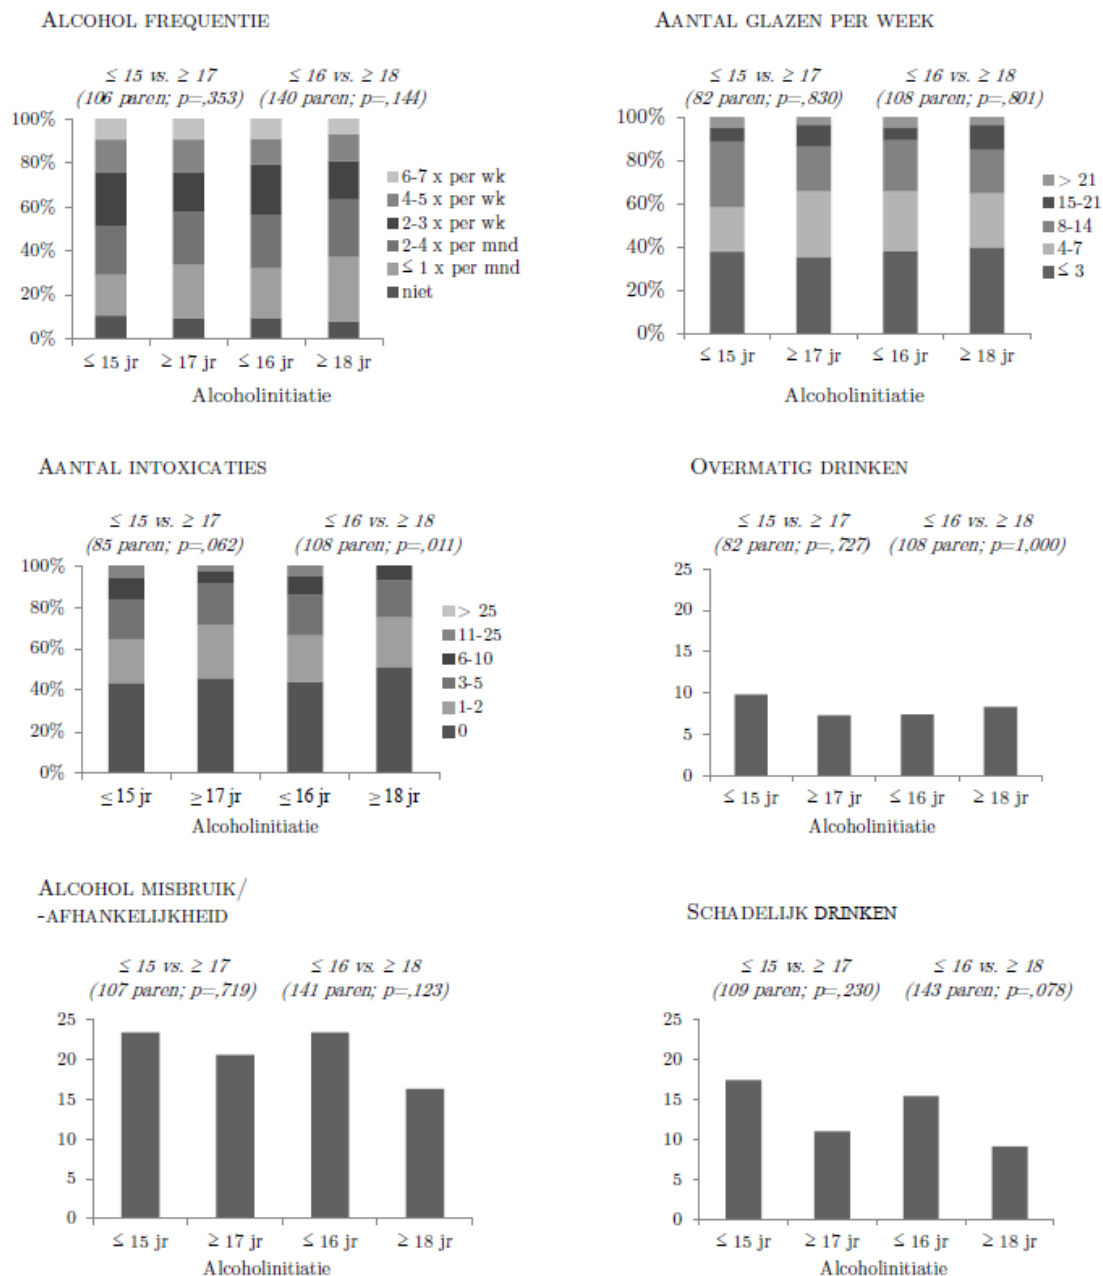 ALCOHOL FREQUENTIE
≤ 15 vs. ≥ 17
≤ 16 vs. ≥ 18
(106 paren; p=,353)
(140 paren; p=,144)
100%
80%
60%
40%
20%
0%
6-7 x per wk
4-5 x per wk
2-3 x per wk
2-4 x per mnd
≤ 1 x per mnd
niet
≤ 15 jr
≥ 17 jr
≤ 16 jr
≥ 18 jr
Alcoholinitiatie
AANTAL GLAZEN PER WEEK
≤ 15 vs. ≥ 17
≤ 16 vs. ≥ 18
(82 paren; p=,830)
(108 paren; p=,801)
100%
80%
60%
40%
20%
0%
> 21
15-21
8-14
4-7
≤ 3
≤ 15 jr
≥ 17 jr
≤ 16 jr
≥ 18 jr
Alcoholinitiatie
AANTAL INTOXICATIES
≤ 15 vs. ≥ 17
≤ 16 vs. ≥ 18
(85 paren; p=,062)
(108 paren; p=,011)
100%
80%
60%
40%
20%
0%
> 25
11-25
6-10
3-5
1-2
0
≤ 15 jr
≥ 17 jr
≤ 16 jr
≥ 18 jr
Alcoholinitiatie
OVERMATIG DRINKEN
≤ 15 vs. ≥ 17
≤ 16 vs. ≥ 18
(82 paren; p=,727)
(108 paren; p=1,000)
25
20
15
10
5
0
≤ 15 jr
≥ 17 jr
≤ 16 jr
≥ 18 jr
Alcoholinitiatie
ALCOHOL MISBRUIK/
-AFHANKELIJKHEID
≤ 15 vs. ≥ 17
≤ 16 vs. ≥ 18
(107 paren; p=,719)
(141 paren; p=,123)
25
20
15
10
5
0
≤ 15 jr
≥ 17 jr
≤ 16 jr
≥ 18 jr
Alcoholinitiatie
SCHADELIJK DRINKEN
≤ 15 vs. ≥ 17
≤ 16 vs. ≥ 18
(109 paren; p=,230)
(143 paren; p=,078)
25
20
15
10
5
0
≤ 15 jr
≥ 17 jr
≤ 16 jr
≥ 18 jr
Alcoholinitiatie